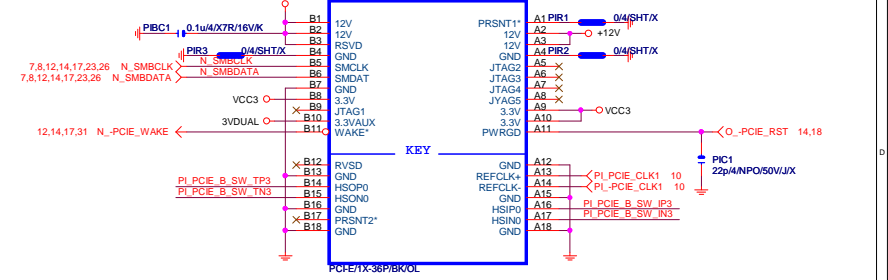 PIBC1 0.1u/4/X7R/16V/K B1 12V PRSNT1* A1 PIR1 0/4/SHT/X
B2 12V 12V A2 +12V
B3 RSVD 12V A3
PIR3 0/4/SHT/X B4 GND GND A4 PIR2 0/4/SHT/X
7,8,12,14,17,23,26 N_SMBCLK N_SMBCLK B5 SMCLK JTAG2 A5
7,8,12,14,17,23,26 N_SMBDATA N_SMBDATA B6 SMDAT JTAG3 A6
B7 GND JTAG4 A7
VCC3 B8 3.3V JYAG5 A8
B9 JTAG1 3.3V A9 VCC3
3VDUAL B10 3.3VAUX 3.3V A10
12,14,17,31 N_-PCIE_WAKE B11 WAKE* PWRGD A11 O_-PCIE_RST 14,18
KEY
D
PIC1
22p/4/NPO/50V/J/X
B12 RVSD GND A12
B13 GND REFCLK+ A13 PI_PCIE_CLK1 10
PI_PCIE_B_SW_TP3 B14 HSOP0 REFCLK- A14 PI_-PCIE_CLK1 10
PI_PCIE_B_SW_TN3 B15 HSON0 GND A15
B16 GND HSIP0 A16 PI_PCIE_B_SW_IP3
B17 PRSNT2* HSIN0 A17 PI_PCIE_B_SW_IN3
B18 GND GND A18
PCI-E/1X-36P/BK/OL